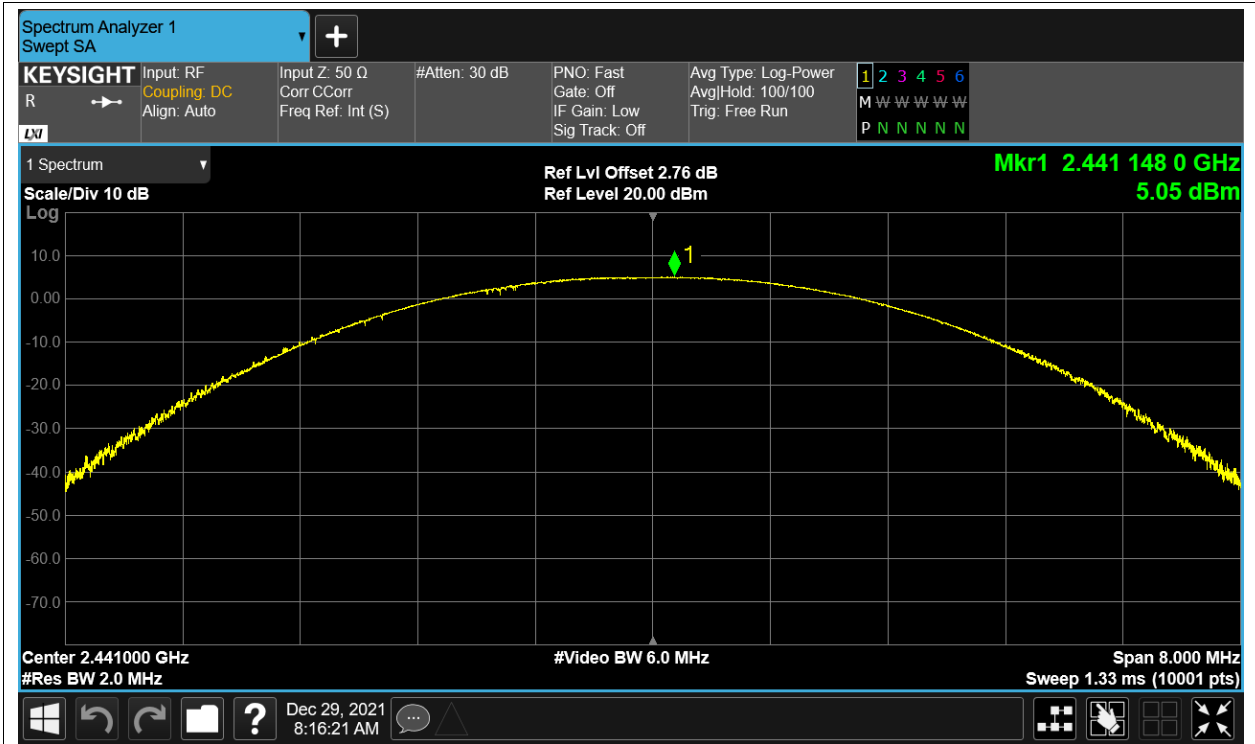 Spectrum Analyzer 1
Swept SA
KEYSIGHT
R
LXI
Input: RF
Coupling: DC
Align: Auto
Input Z: 50 Ω
Corr CCorr
Freq Ref: Int (S)
#Atten: 30 dB
PNO: Fast
Gate: Off
IF Gain: Low
Sig Track: Off
Avg Type: Log-Power
Avg|Hold: 100/100
Trig: Free Run
1 2 3 4 5 6
M W W W W W
P N N N N N
1 Spectrum
Scale/Div 10 dB
Log
Ref Lvl Offset 2.76 dB
Ref Level 20.00 dBm
Mkr1 2.441 148 0 GHz
5.05 dBm
1
10.0
0.00
-10.0
-20.0
-30.0
-40.0
-50.0
-60.0
-70.0
Center 2.441000 GHz
#Res BW 2.0 MHz
#Video BW 6.0 MHz
Span 8.000 MHz
Sweep 1.33 ms (10001 pts)
?
Dec 29, 2021
8:16:21 AM